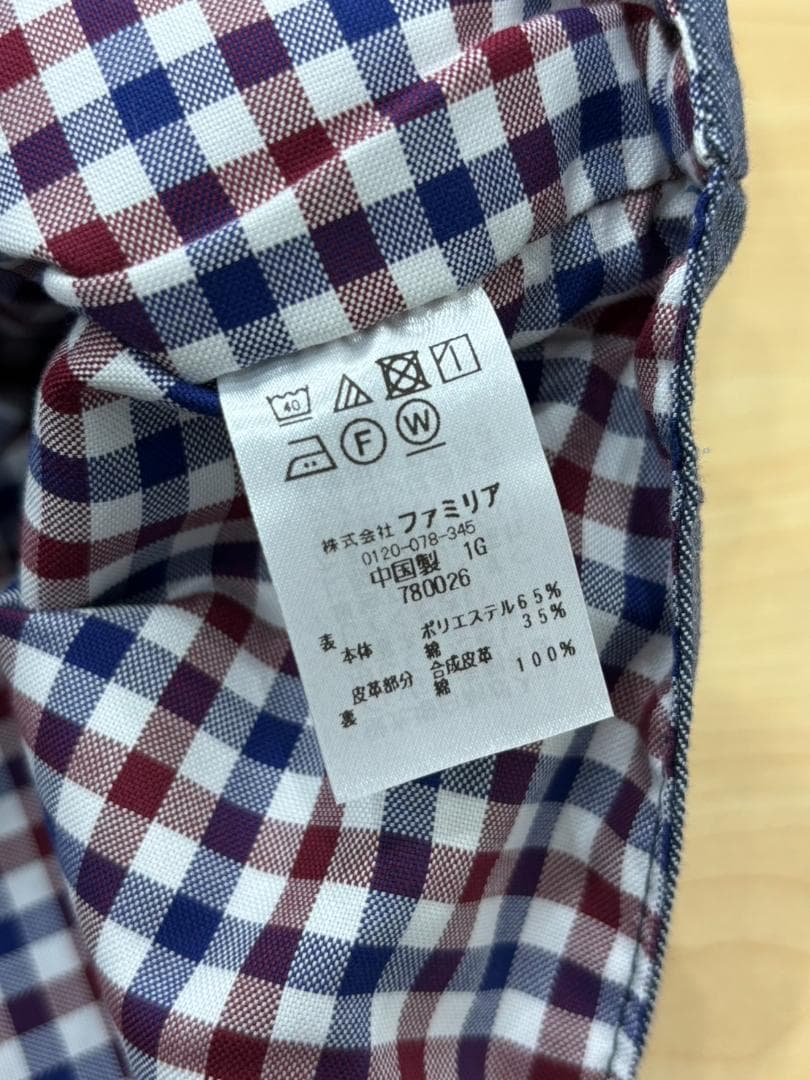 40
F W
株式会社 ファミリア
0120-078-345
中国製 1G
780026
表
本体 ポリエステル65%
綿 35%
皮革部分 合成皮革
裏 綿 100%